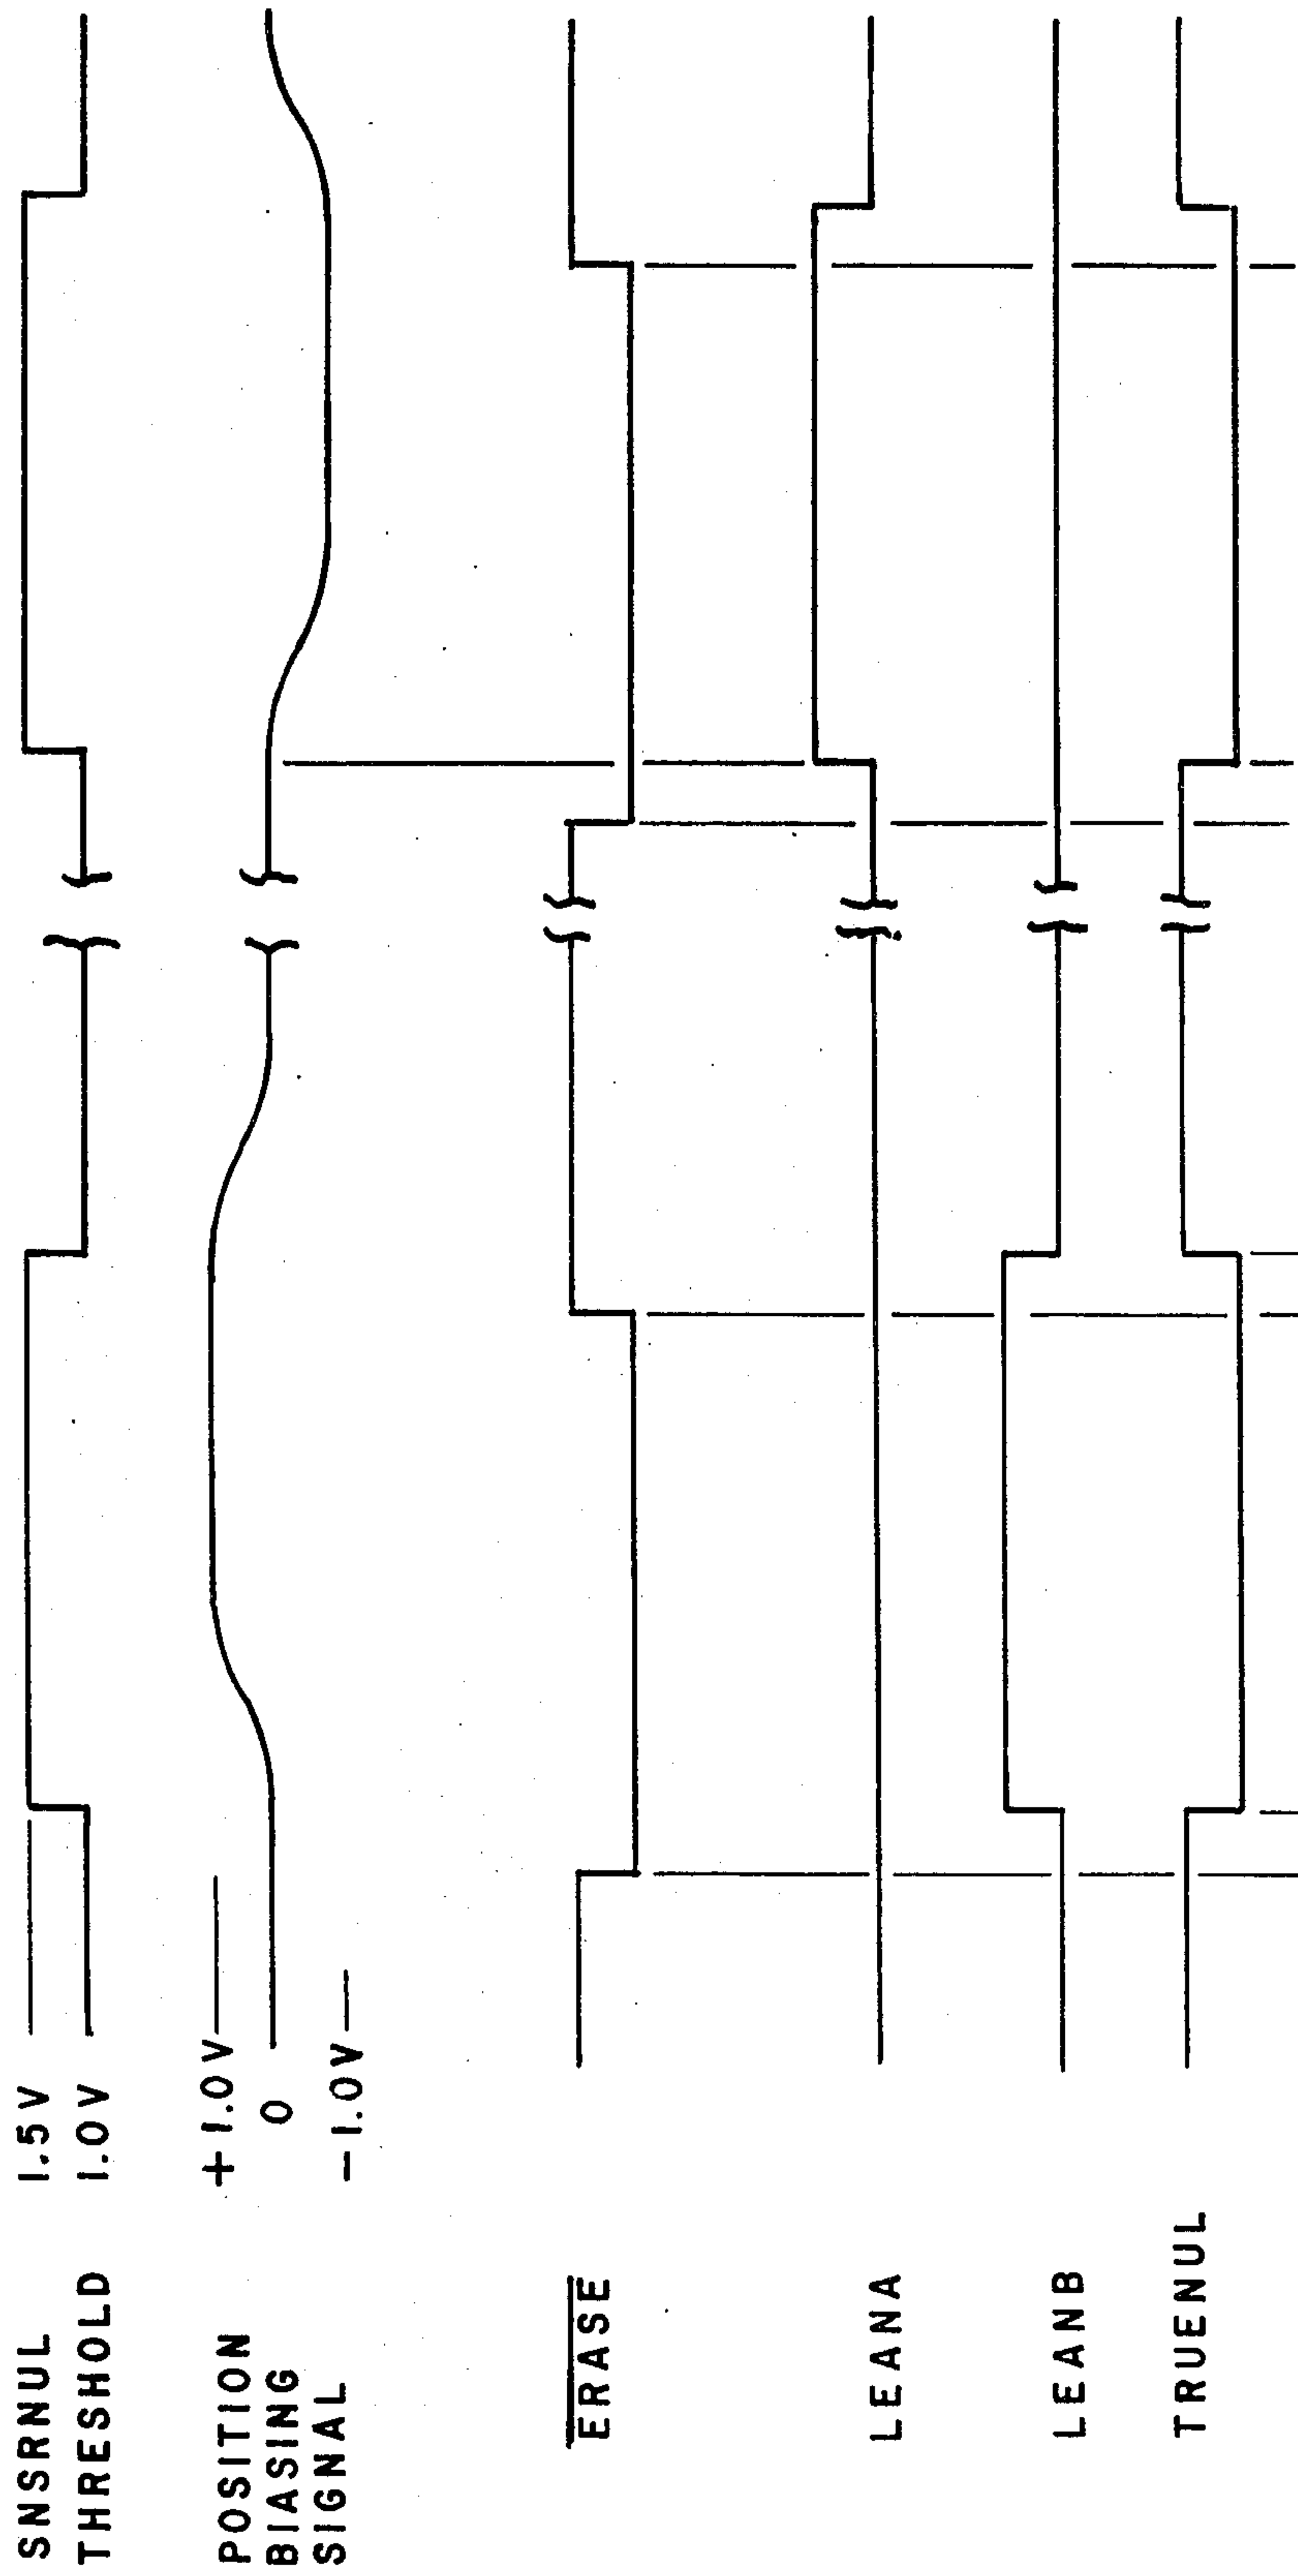 SNSRNUL 1.5V
THRESHOLD 1.0V
+1.0V
POSITION
BIASING 0
SIGNAL
-1.0V
ERASE
LEANA
LEANB
TRUENUL